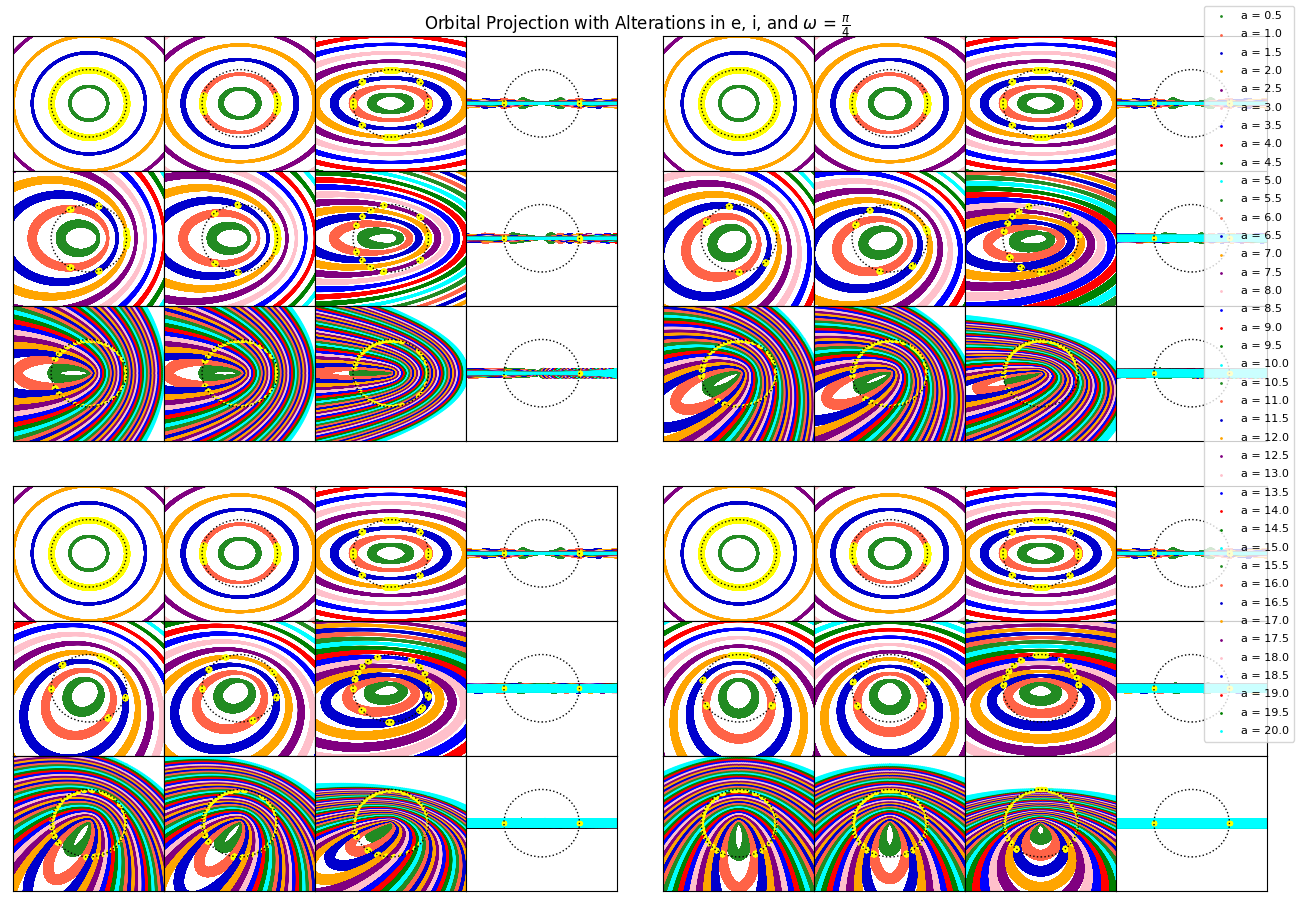 Orbital Projection with Alterations in e, i, and ω = π/4
a = 0.5
a = 1.0
a = 1.5
a = 2.0
a = 2.5
a = 3.0
a = 3.5
a = 4.0
a = 4.5
a = 5.0
a = 5.5
a = 6.0
a = 6.5
a = 7.0
a = 7.5
a = 8.0
a = 8.5
a = 9.0
a = 9.5
a = 10.0
a = 10.5
a = 11.0
a = 11.5
a = 12.0
a = 12.5
a = 13.0
a = 13.5
a = 14.0
a = 14.5
a = 15.0
a = 15.5
a = 16.0
a = 16.5
a = 17.0
a = 17.5
a = 18.0
a = 18.5
a = 19.0
a = 19.5
a = 20.0